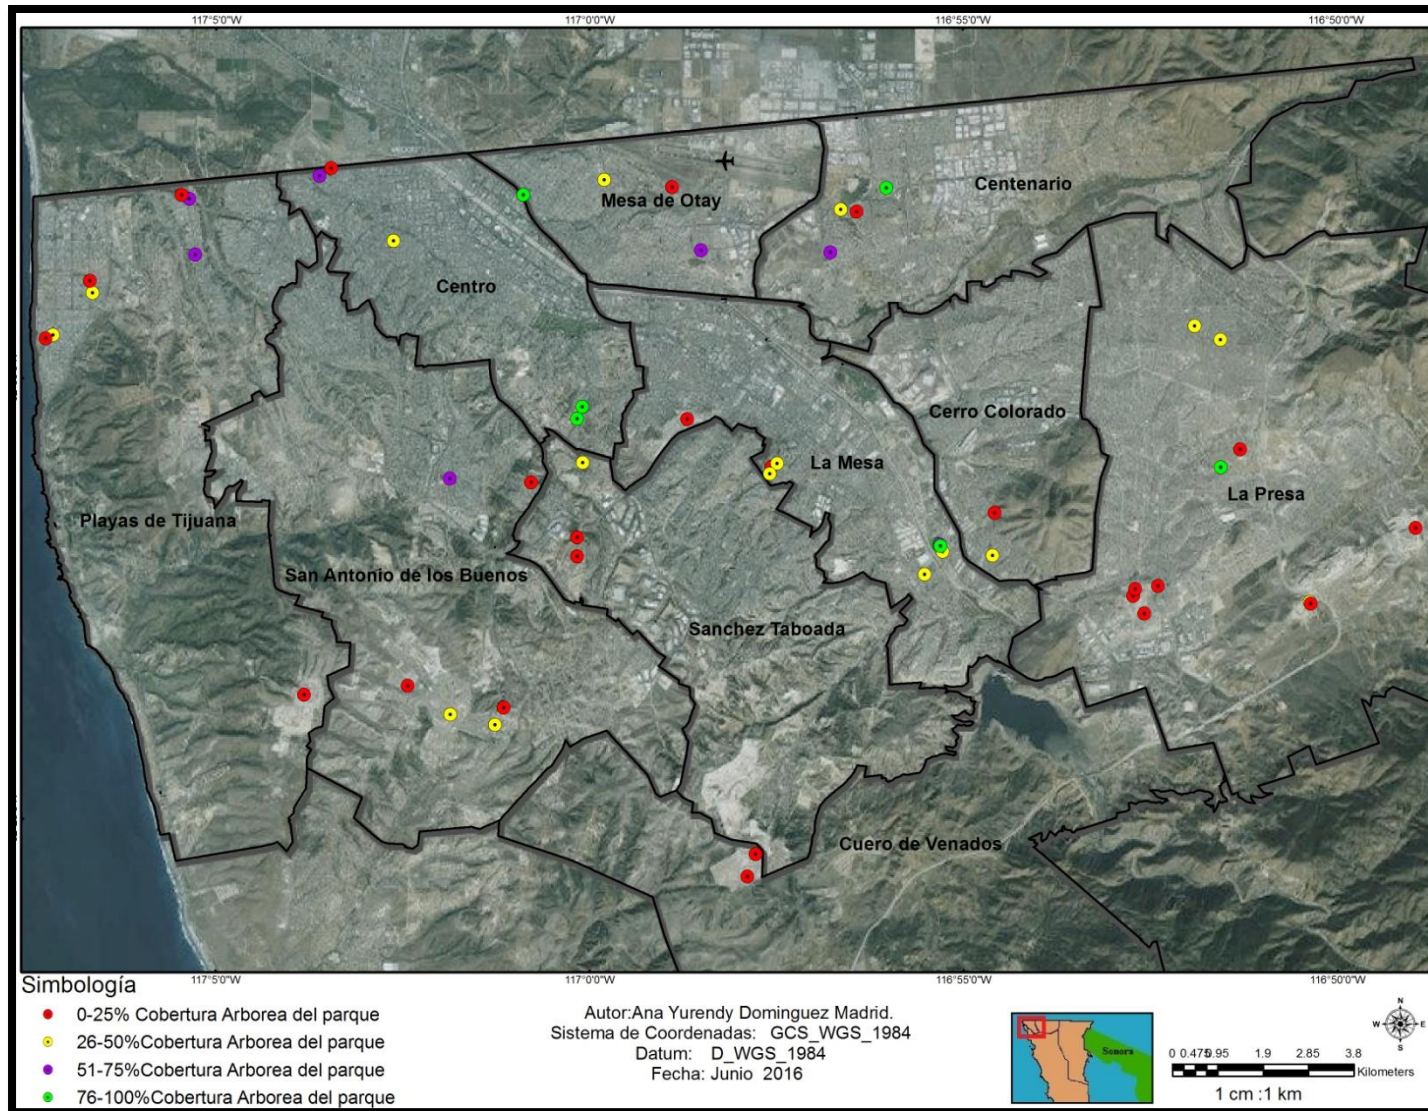 117°5'0"W 117°0'0"W 116°55'0"W 116°50'0"W
Centenario
Mesa de Otay
Centro
Cerro Colorado
La Mesa
La Presa
Playas de Tijuana
San Antonio de los Buenos
Sanchez Taboada
Cuero de Venados
117°5'0"W 117°0'0"W 116°55'0"W 116°50'0"W
Simbología
0-25% Cobertura Arborea del parque
26-50%Cobertura Arborea del parque
51-75%Cobertura Arborea del parque
76-100%Cobertura Arborea del parque
Autor:Ana Yurendy Dominguez Madrid.
Sistema de Coordenadas: GCS_WGS_1984
Datum: D_WGS_1984
Fecha: Junio 2016
Sonora
N
W E
S
0 0.475 0.95 1.9 2.85 3.8
Kilometers
1 cm :1 km